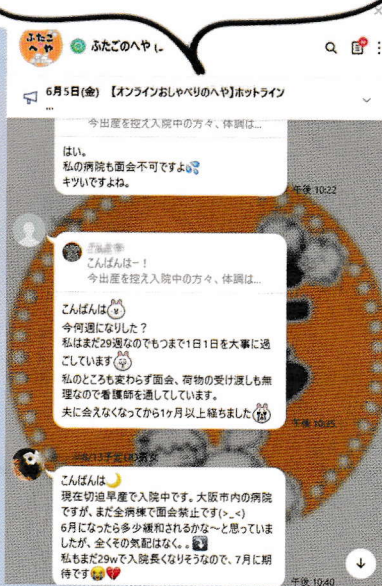 ふたご
へや
ふたごのへや (..
6月5日(金) 【オンラインおしゃべりのへや】ホットライン
...
今出産を控え入院中の方々、体調は...
はい。
私の病院も面会不可ですよ💦
キツいですよね。
午後 10:22
こんばんはー！
今出産を控え入院中の方々、体調は...
こんばんは
今何週になりした？
私はまだ29週なのでもつまで1日1日を大事に過
ごしています
私のところも変わらず面会、荷物の受け渡しも無
理なので看護師を通してしています。
夫に会えなくなってから1ヶ月以上経ちました
午後 10:35
こんばんは🌙
現在切迫早産で入院中です。大阪市内の病院
ですが、まだ全病棟で面会禁止です(>_<)
6月になったら多少緩和されるかな〜と思っていま
したが、全くその気配はなく。。
私もまだ29wで入院長くなりそうなので、7月に期
待です😭💔
午後 10:40